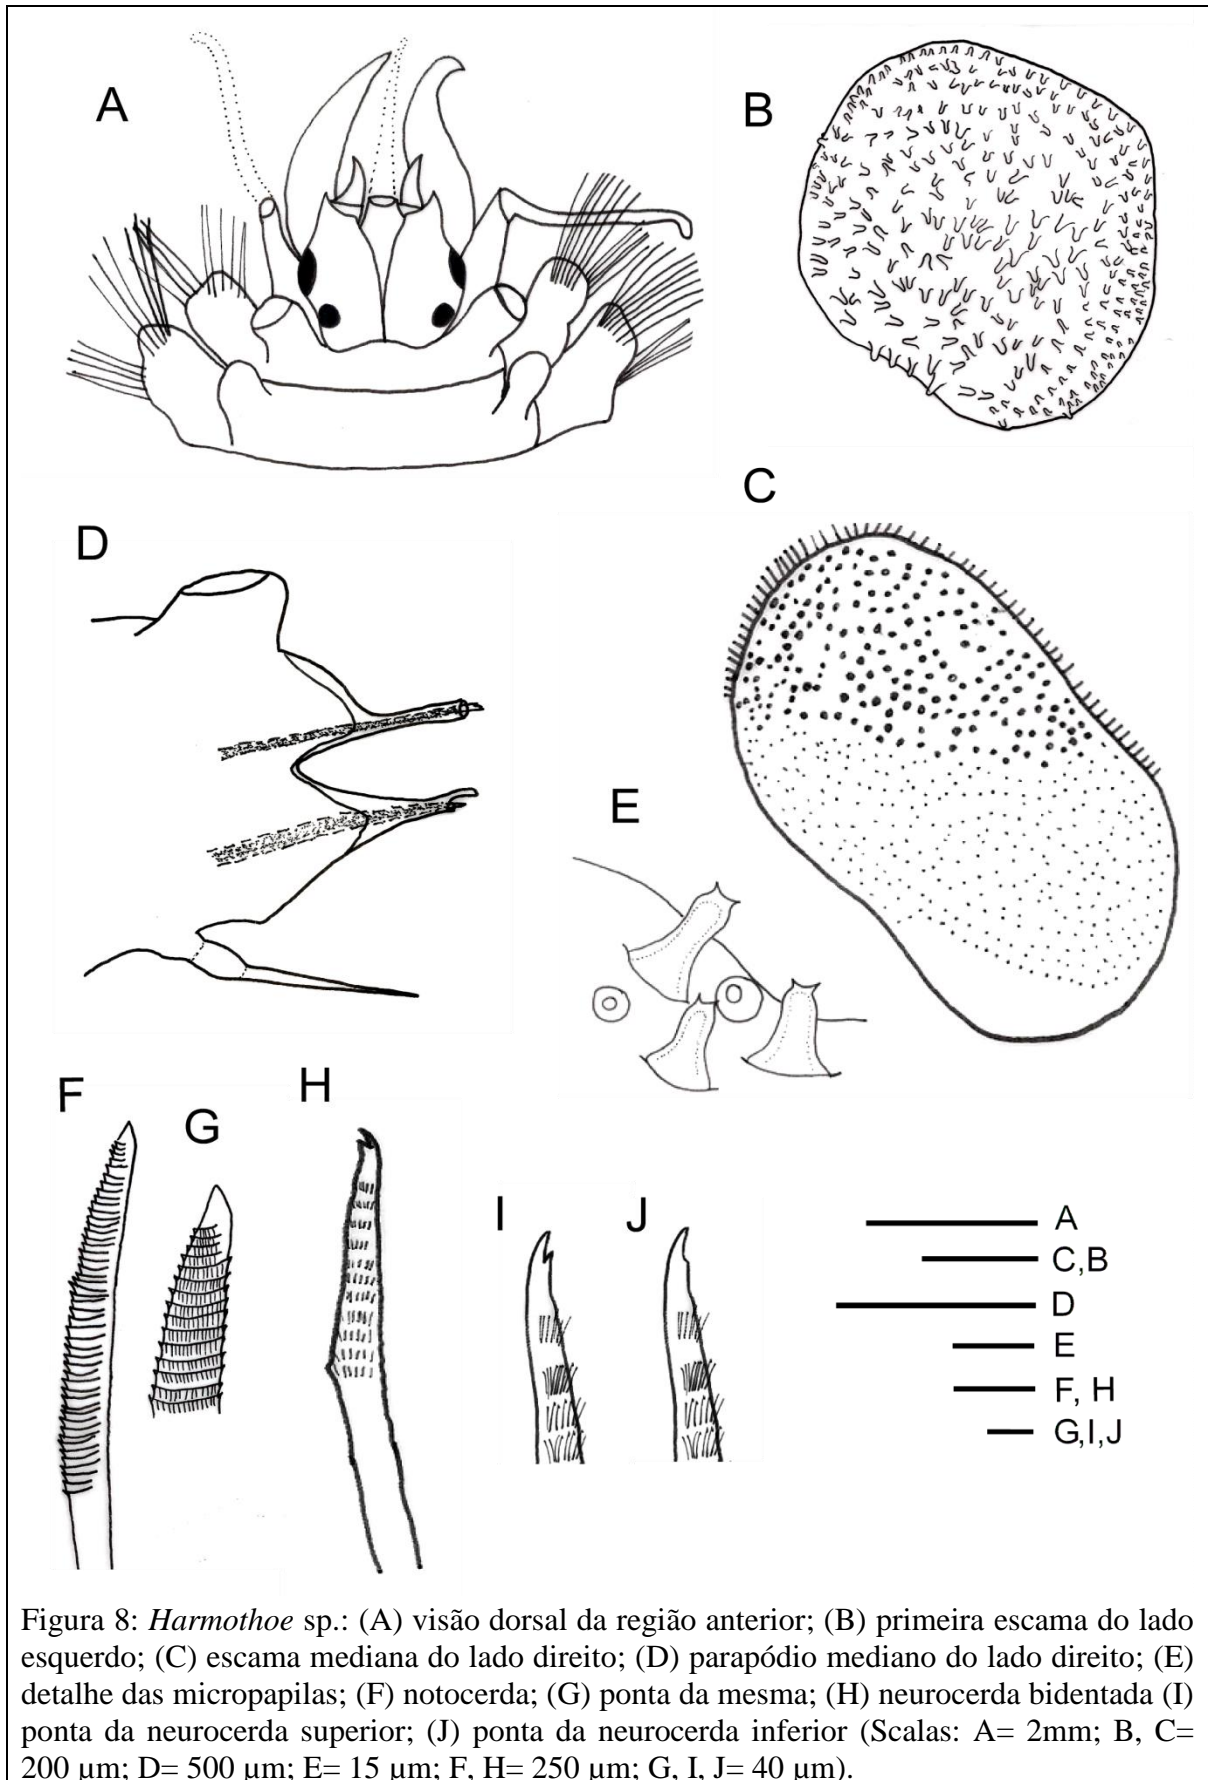 A
B
C
D
E
F
G
H
I
J
A
C,B
D
E
F, H
G,I,J
Figura 8: Harmothoe sp.: (A) visão dorsal da região anterior; (B) primeira escama do lado
esquerdo; (C) escama mediana do lado direito; (D) parapódio mediano do lado direito; (E)
detalhe das micropapilas; (F) notocerda; (G) ponta da mesma; (H) neurocerda bidentada (I)
ponta da neurocerda superior; (J) ponta da neurocerda inferior (Scalas: A= 2mm; B, C=
200 µm; D= 500 µm; E= 15 µm; F, H= 250 µm; G, I, J= 40 µm).